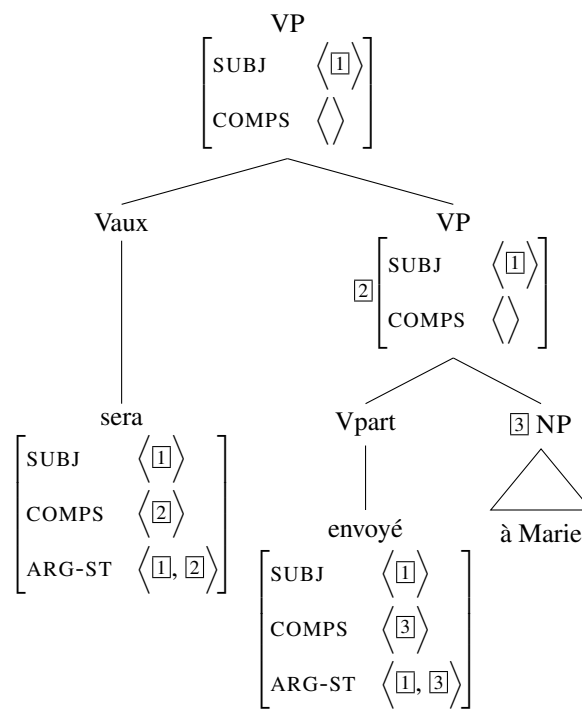 VP
SUBJ ⟨1⟩
COMPS ⟨⟩
Vaux VP
2 SUBJ ⟨1⟩
COMPS ⟨⟩
sera Vpart 3 NP
SUBJ ⟨1⟩
COMPS ⟨2⟩
ARG-ST ⟨1, 2⟩
envoyé à Marie
SUBJ ⟨1⟩
COMPS ⟨3⟩
ARG-ST ⟨1, 3⟩